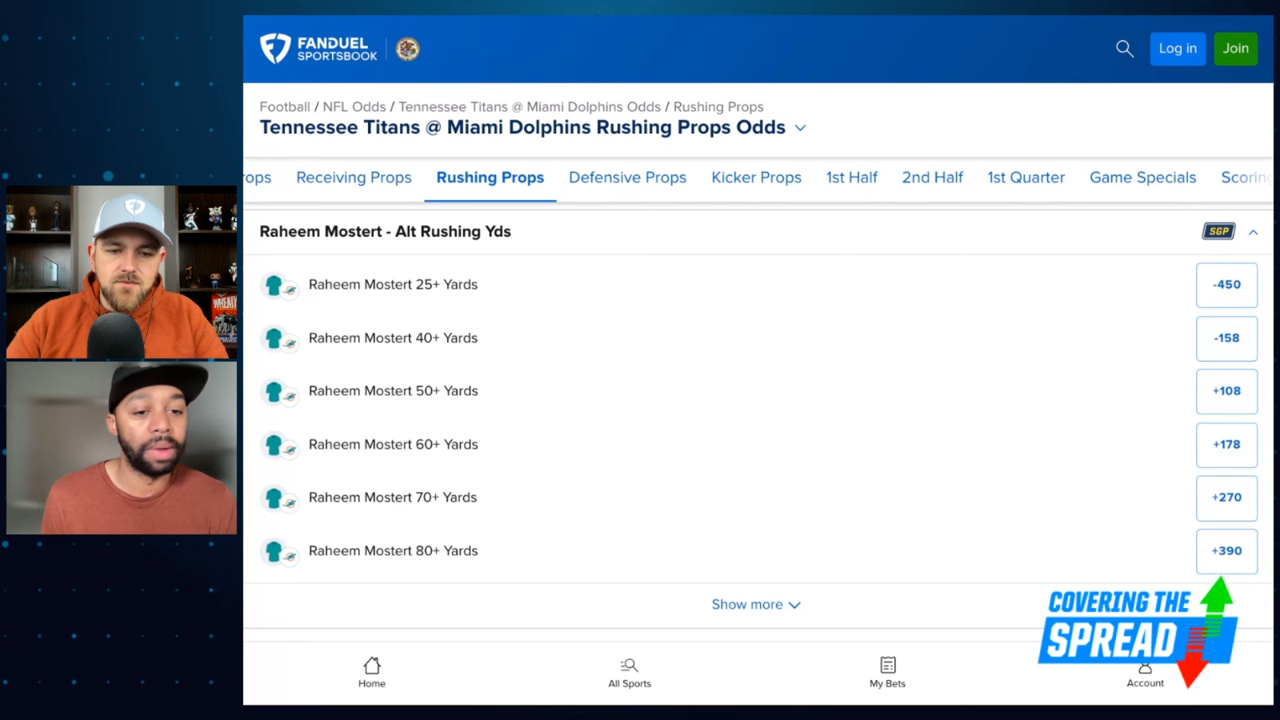 FANDUEL
SPORTSBOOK
Log in
Join
Football / NFL Odds / Tennessee Titans @ Miami Dolphins Odds / Rushing Props
Tennessee Titans @ Miami Dolphins Rushing Props Odds
ops Receiving Props Rushing Props Defensive Props Kicker Props 1st Half 2nd Half 1st Quarter Game Specials Scorin
Raheem Mostert - Alt Rushing Yds
SGP
Raheem Mostert 25+ Yards -450
Raheem Mostert 40+ Yards -158
Raheem Mostert 50+ Yards +108
Raheem Mostert 60+ Yards +178
Raheem Mostert 70+ Yards +270
Raheem Mostert 80+ Yards +390
Show more
COVERING THE
SPREAD
Home
All Sports
My Bets
Account
WHEATIES